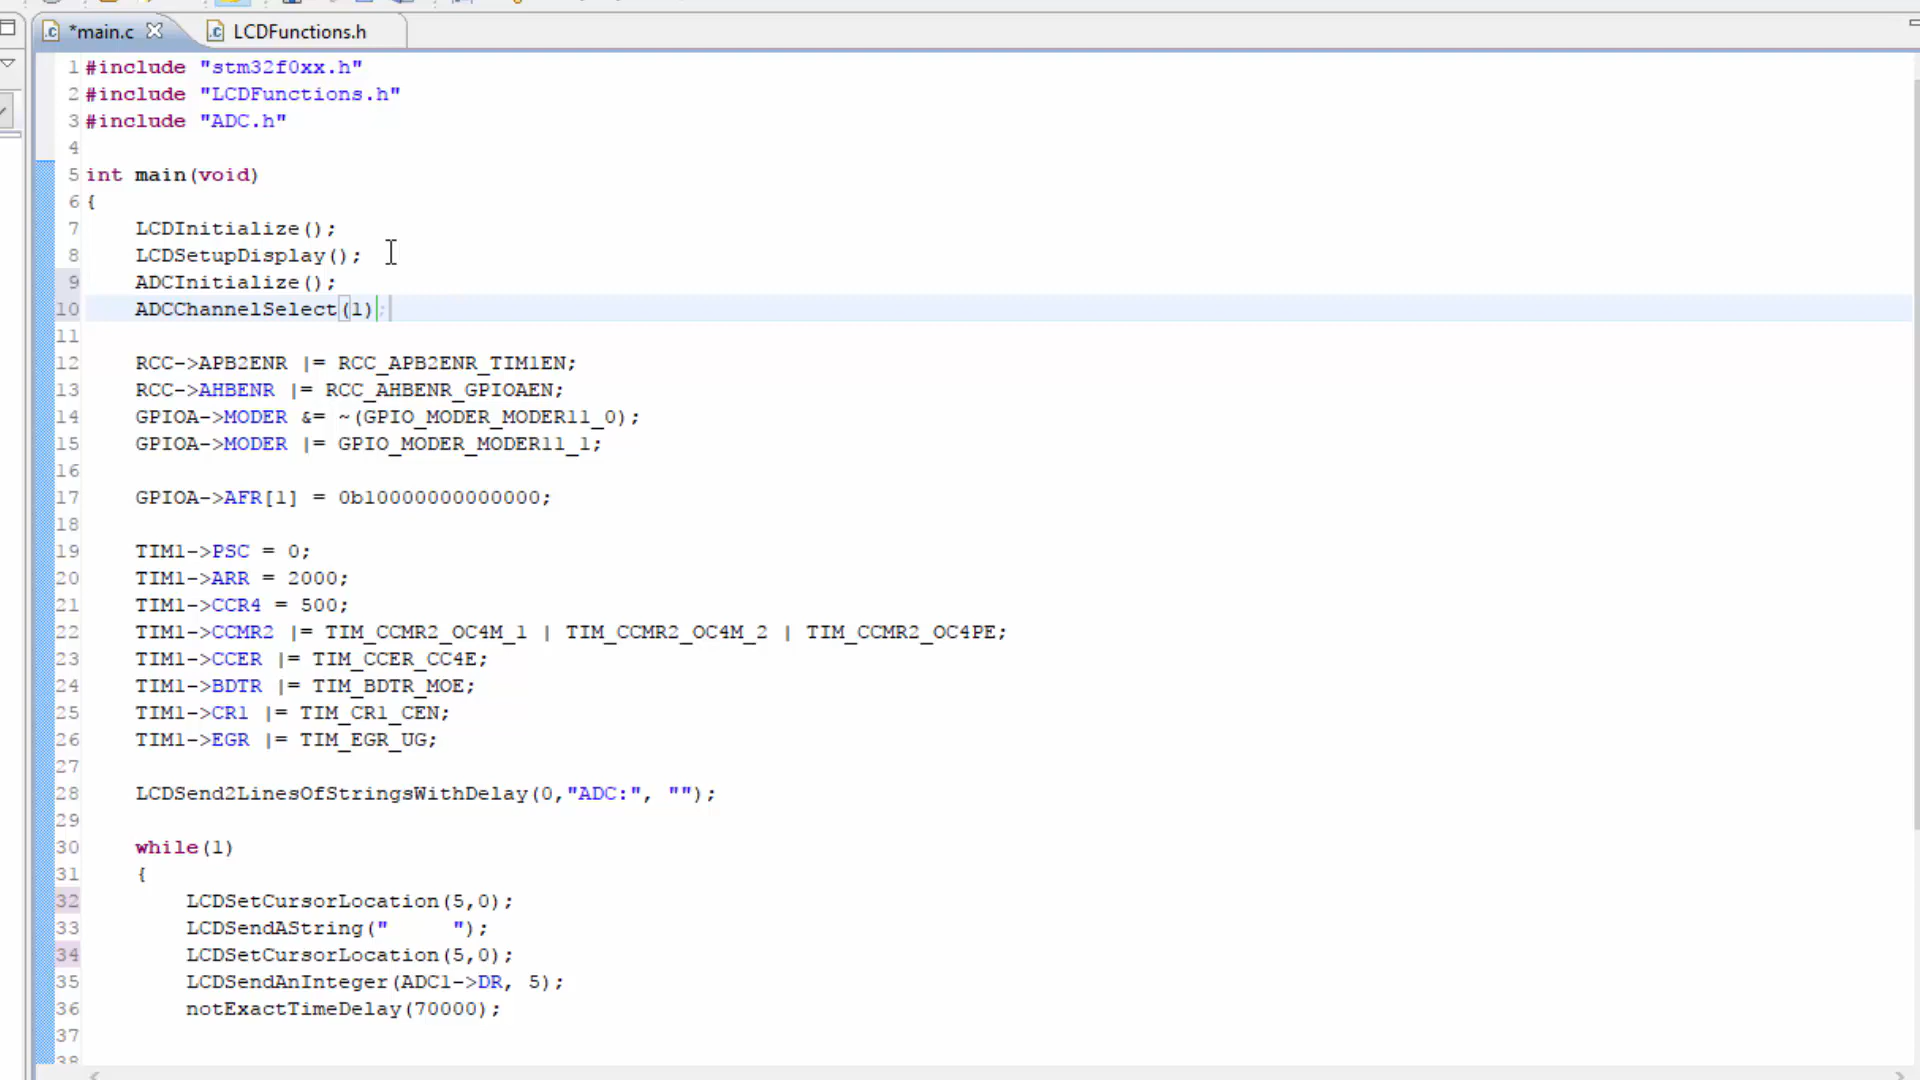 *main.c
LCDFunctions.h
1 #include "stm32f0xx.h"
2 #include "LCDFunctions.h"
3 #include "ADC.h"
4
5 int main(void)
6 {
7 LCDInitialize();
8 LCDSetupDisplay();
9 ADCInitialize();
10 ADCChannelSelect(1);
11
12 RCC->APB2ENR |= RCC_APB2ENR_TIM1EN;
13 RCC->AHBENR |= RCC_AHBENR_GPIOAEN;
14 GPIOA->MODER &= ~(GPIO_MODER_MODER11_0);
15 GPIOA->MODER |= GPIO_MODER_MODER11_1;
16
17 GPIOA->AFR[1] = 0b10000000000000;
18
19 TIM1->PSC = 0;
20 TIM1->ARR = 2000;
21 TIM1->CCR4 = 500;
22 TIM1->CCMR2 |= TIM_CCMR2_OC4M_1 | TIM_CCMR2_OC4M_2 | TIM_CCMR2_OC4PE;
23 TIM1->CCER |= TIM_CCER_CC4E;
24 TIM1->BDTR |= TIM_BDTR_MOE;
25 TIM1->CR1 |= TIM_CR1_CEN;
26 TIM1->EGR |= TIM_EGR_UG;
27
28 LCDSend2LinesOfStringsWithDelay(0,"ADC:", "");
29
30 while(1)
31 {
32 LCDSetCursorLocation(5,0);
33 LCDSendAString("     ");
34 LCDSetCursorLocation(5,0);
35 LCDSendAnInteger(ADC1->DR, 5);
36 notExactTimeDelay(70000);
37
38